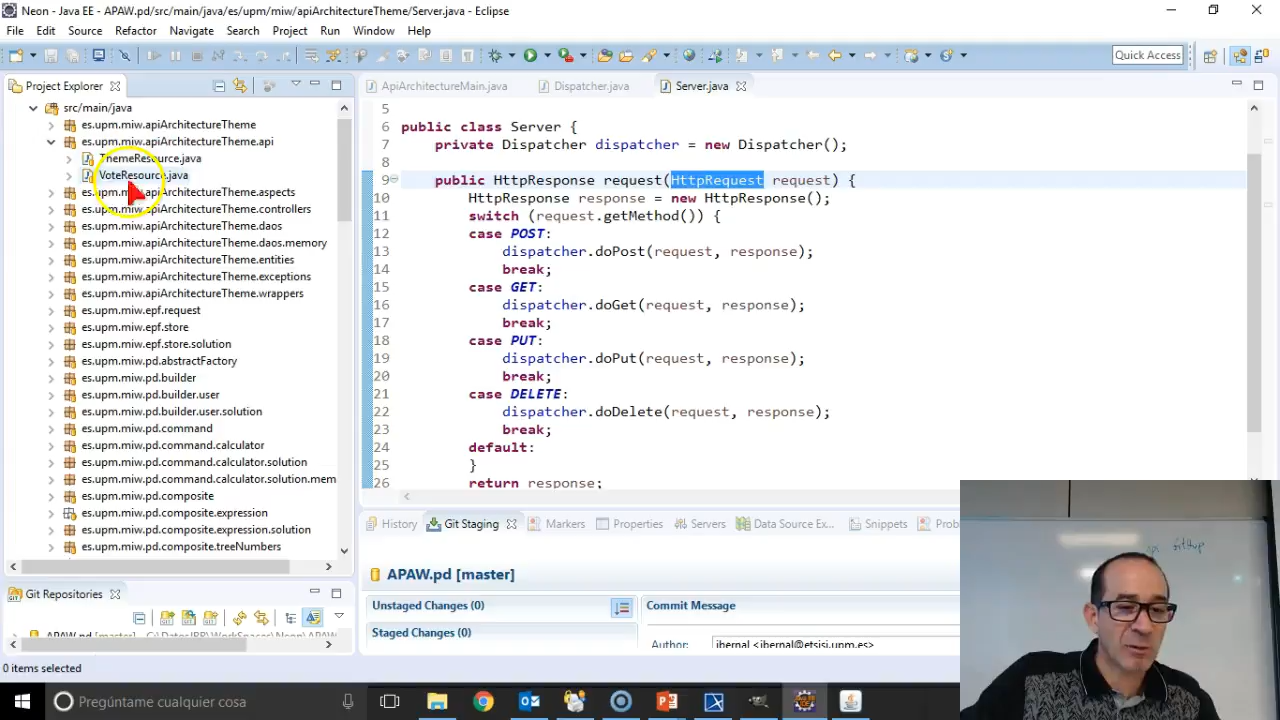 Neon - Java EE - APAW.pd/src/main/java/es/upm/miw/apiArchitectureTheme/Server.java - Eclipse
File Edit Source Refactor Navigate Search Project Run Window Help
Quick Access
Project Explorer
src/main/java
es.upm.miw.apiArchitectureTheme
es.upm.miw.apiArchitectureTheme.api
ThemeResource.java
VoteResource.java
es.upm.miw.apiArchitectureTheme.aspects
es.upm.miw.apiArchitectureTheme.controllers
es.upm.miw.apiArchitectureTheme.daos
es.upm.miw.apiArchitectureTheme.daos.memory
es.upm.miw.apiArchitectureTheme.entities
es.upm.miw.apiArchitectureTheme.exceptions
es.upm.miw.apiArchitectureTheme.wrappers
es.upm.miw.epf.request
es.upm.miw.epf.store
es.upm.miw.epf.store.solution
es.upm.miw.pd.abstractFactory
es.upm.miw.pd.builder
es.upm.miw.pd.builder.user
es.upm.miw.pd.builder.user.solution
es.upm.miw.pd.command
es.upm.miw.pd.command.calculator
es.upm.miw.pd.command.calculator.solution
es.upm.miw.pd.command.calculator.solution.mem
es.upm.miw.pd.composite
es.upm.miw.pd.composite.expression
es.upm.miw.pd.composite.expression.solution
es.upm.miw.pd.composite.treeNumbers
Git Repositories
0 items selected
ApiArchitectureMain.java Dispatcher.java Server.java
5
6 public class Server {
7 private Dispatcher dispatcher = new Dispatcher();
8
9 public HttpResponse request(HttpRequest request) {
10 HttpResponse response = new HttpResponse();
11 switch (request.getMethod()) {
12 case POST:
13 dispatcher.doPost(request, response);
14 break;
15 case GET:
16 dispatcher.doGet(request, response);
17 break;
18 case PUT:
19 dispatcher.doPut(request, response);
20 break;
21 case DELETE:
22 dispatcher.doDelete(request, response);
23 break;
24 default:
25 }
26 return response;
History Git Staging Markers Properties Servers Data Source Ex... Snippets Prob
APAW.pd [master]
Unstaged Changes (0)
Staged Changes (0)
Commit Message
Author: jbernal <jbernal@etsisi.upm.es>
Pregúntame cualquier cosa